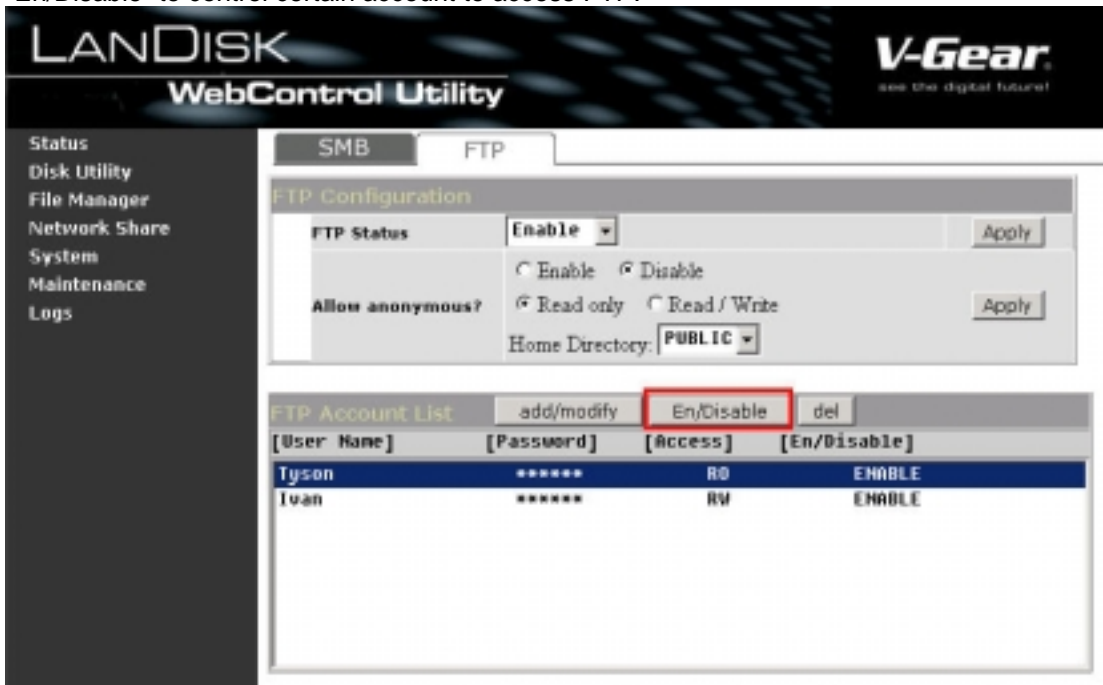 "En/Disable" to control certain account to access FTP.
LANDISK
WebControl Utility
V-Gear
see the digital future!
Status
Disk Utility
File Manager
Network Share
System
Maintenance
Logs
SMB FTP
FTP Configuration
FTP Status Enable Apply
Enable Disable
Allow anonymous? Read only Read / Write Apply
Home Directory: PUBLIC
FTP Account List add/modify En/Disable del
[User Name] [Password] [Access] [En/Disable]
Tyson ****** RO ENABLE
Ivan ****** RW ENABLE